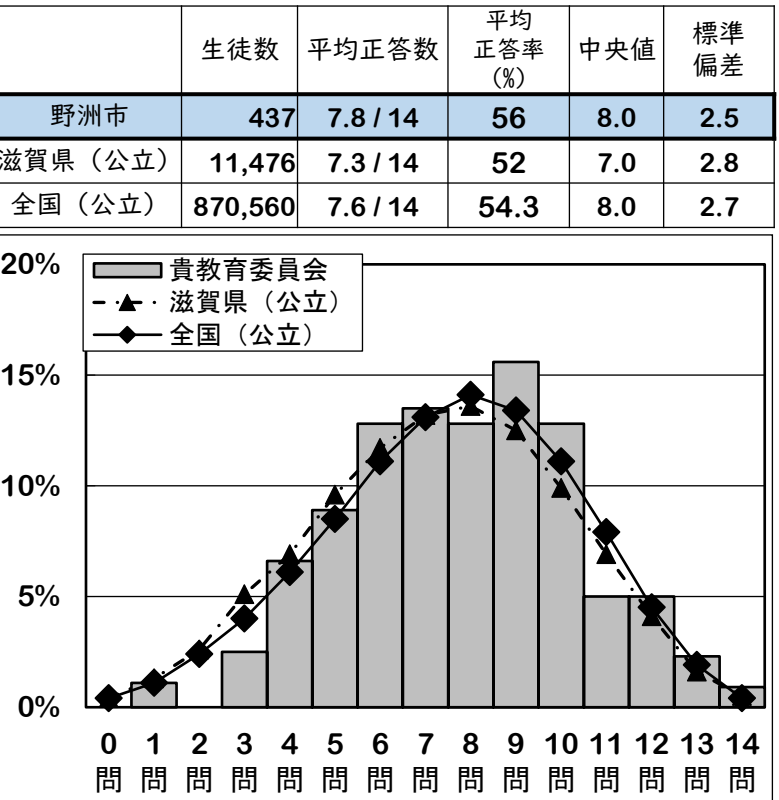 生徒数 平均正答数 平均正答率(%) 中央値 標準偏差
野洲市 437 7.8 / 14 56 8.0 2.5
滋賀県（公立） 11,476 7.3 / 14 52 7.0 2.8
全国（公立） 870,560 7.6 / 14 54.3 8.0 2.7
貴教育委員会
滋賀県（公立）
全国（公立）
20%
15%
10%
5%
0%
0 1 2 3 4 5 6 7 8 9 10 11 12 13 14
問 問 問 問 問 問 問 問 問 問 問 問 問 問 問